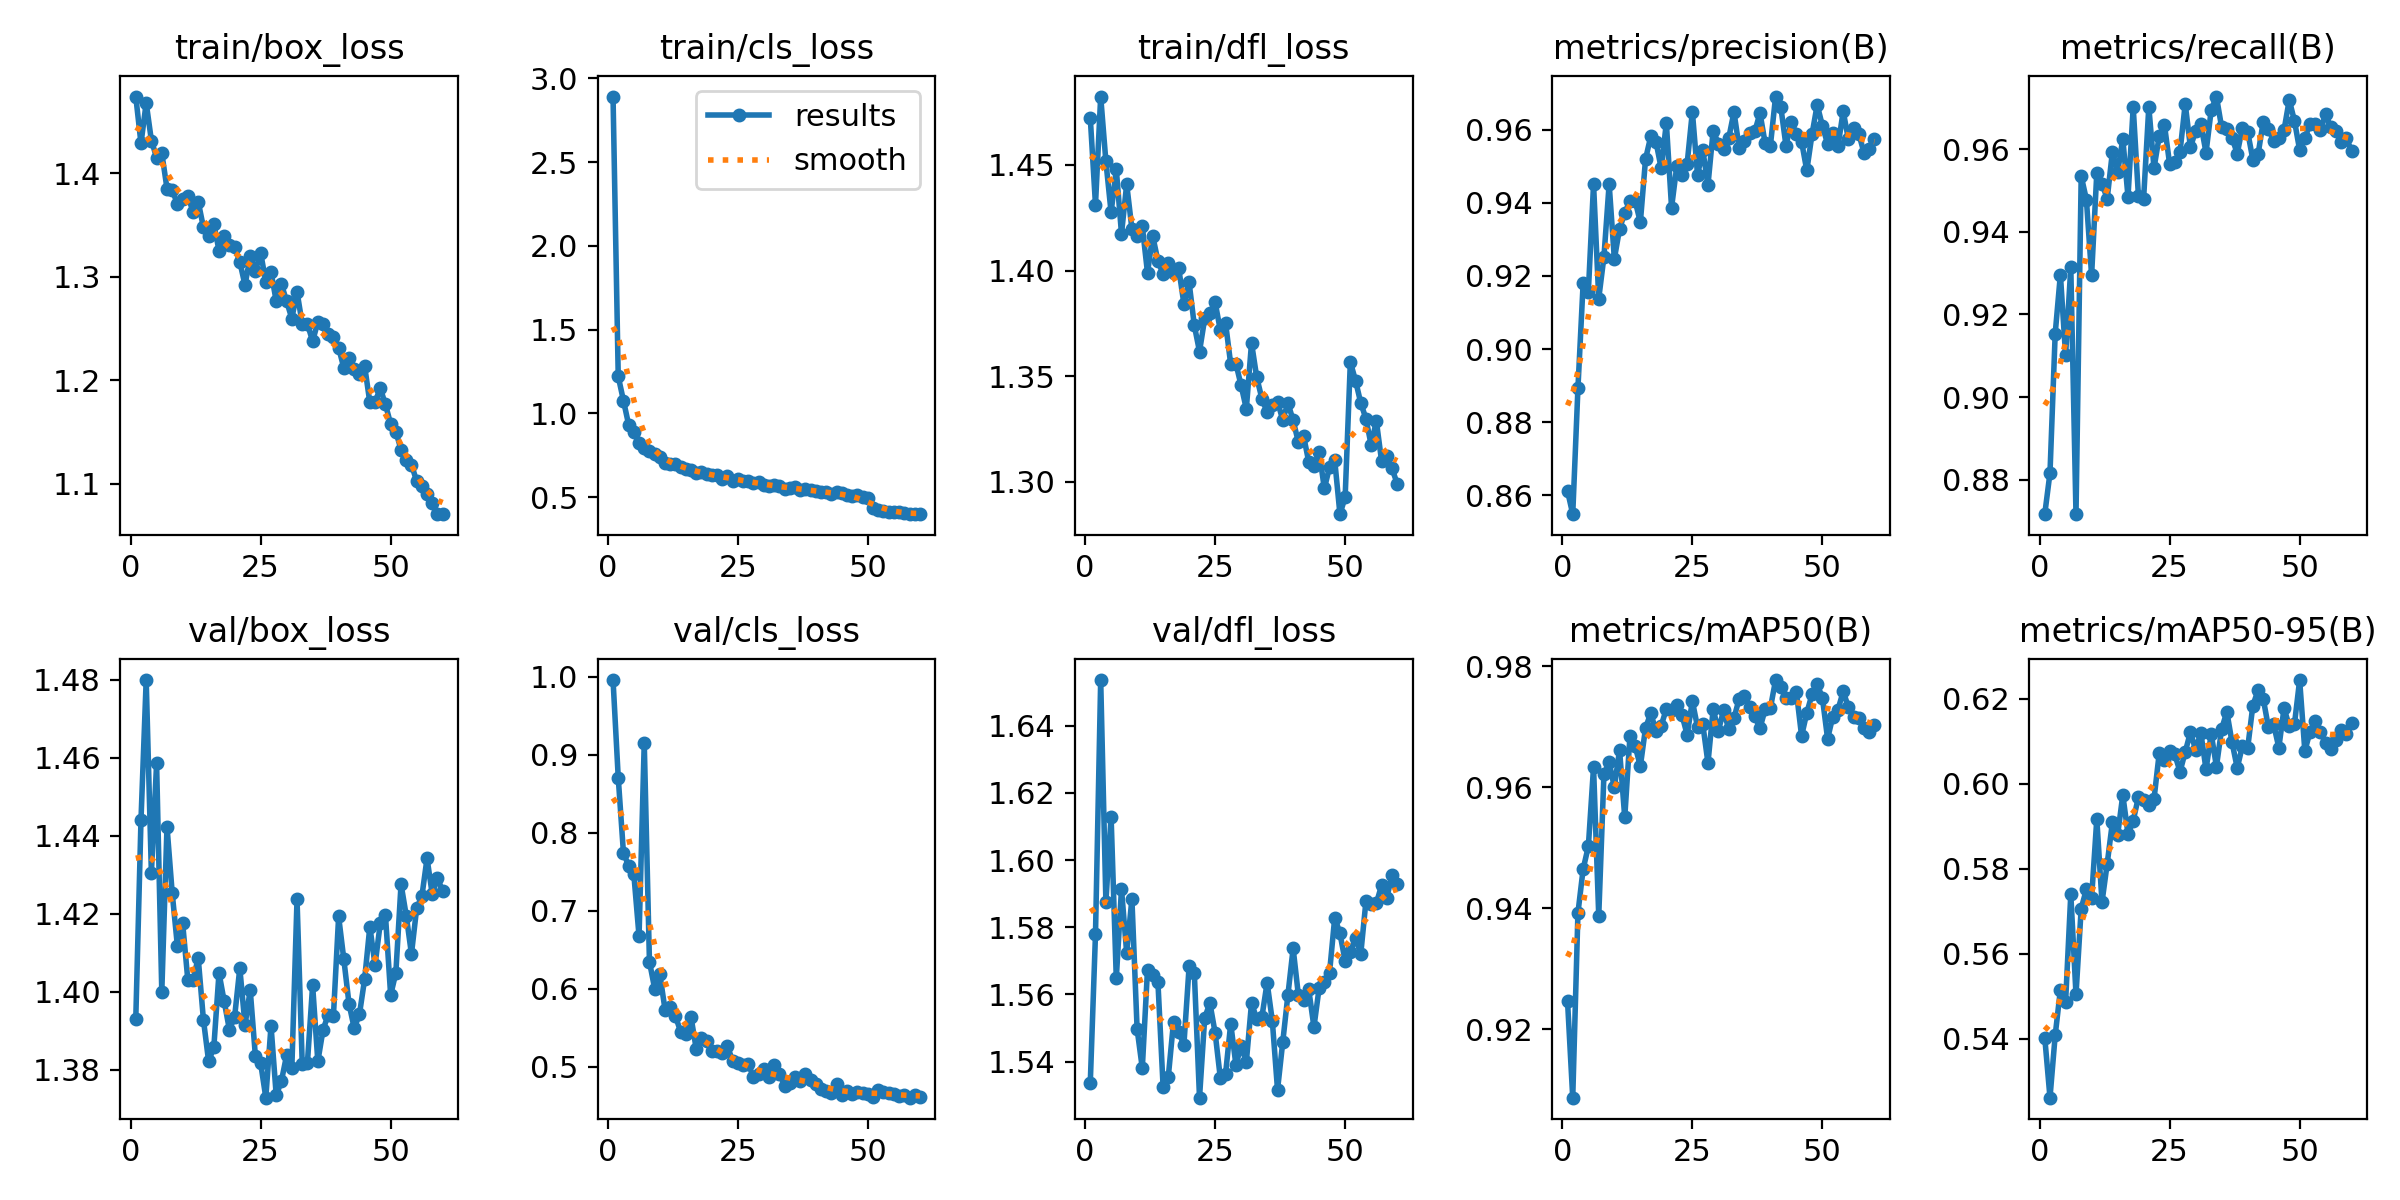 train/box_loss
1.4
1.3
1.2
1.1
0 25 50
train/cls_loss
3.0
2.5
2.0
1.5
1.0
0.5
0 25 50
results
smooth
train/dfl_loss
1.45
1.40
1.35
1.30
0 25 50
metrics/precision(B)
0.96
0.94
0.92
0.90
0.88
0.86
0 25 50
metrics/recall(B)
0.96
0.94
0.92
0.90
0.88
0 25 50
val/box_loss
1.48
1.46
1.44
1.42
1.40
1.38
0 25 50
val/cls_loss
1.0
0.9
0.8
0.7
0.6
0.5
0 25 50
val/dfl_loss
1.64
1.62
1.60
1.58
1.56
1.54
0 25 50
metrics/mAP50(B)
0.98
0.96
0.94
0.92
0 25 50
metrics/mAP50-95(B)
0.62
0.60
0.58
0.56
0.54
0 25 50